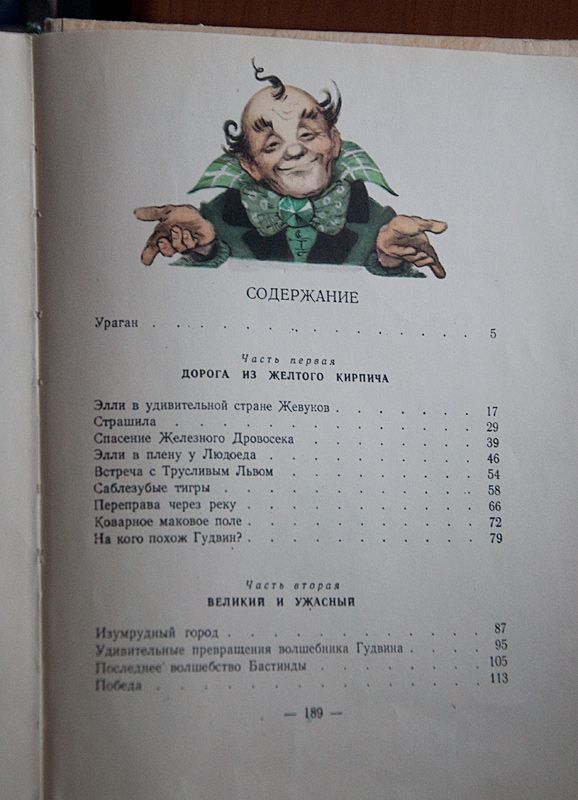 СОДЕРЖАНИЕ
Ураган . . . . . . . . . . . . . . 5
Часть первая
ДОРОГА ИЗ ЖЕЛТОГО КИРПИЧА
Элли в удивительной стране Жевунов . . . . . . . 17
Страшила . . . . . . . . . . . . . 29
Спасение Железного Дровосека . . . . . . . . 39
Элли в плену у Людоеда . . . . . . . . . 46
Встреча с Трусливым Львом . . . . . . . . . 54
Саблезубые тигры . . . . . . . . . . . 58
Переправа через реку . . . . . . . . . . 66
Коварное маковое поле . . . . . . . . . . 72
На кого похож Гудвин? . . . . . . . . . . 79
Часть вторая
ВЕЛИКИЙ И УЖАСНЫЙ
Изумрудный город . . . . . . . . . . . 87
Удивительные превращения волшебника Гудвина . . . . 95
Последнее волшебство Бастинды . . . . . . . 105
Победа . . . . . . . . . . . . . . 113
— 189 —